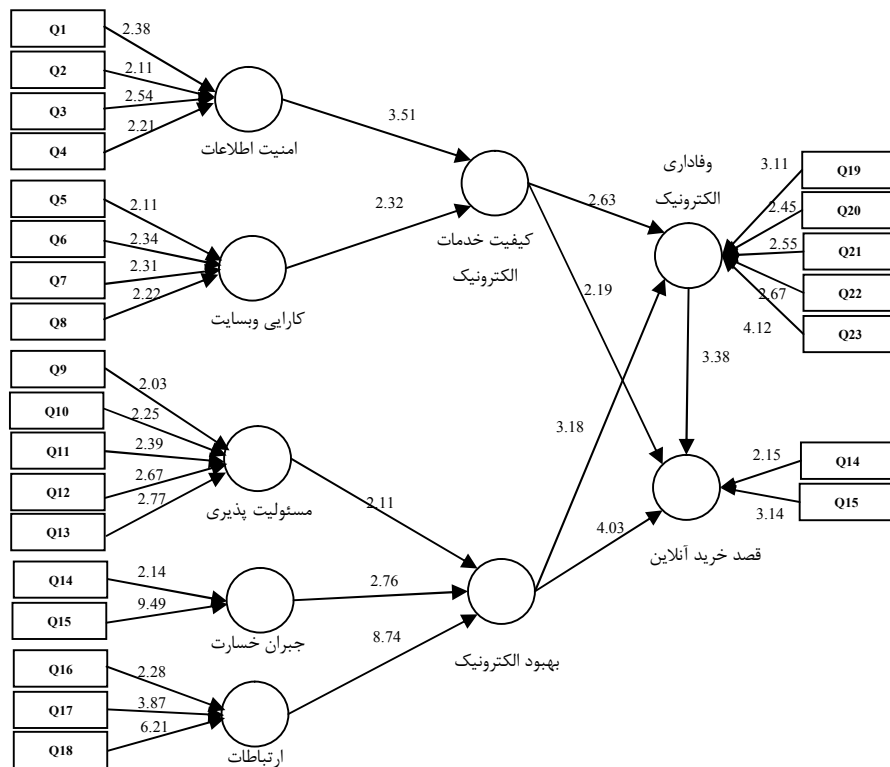 Q1
2.38
Q2
2.11
Q3
2.54
Q4
2.21
امنیت اطلاعات
3.51
Q5
2.11
Q6
2.34
Q7
2.31
Q8
2.22
کارایی وبسایت
2.32
کیفیت خدمات
الکترونیک
2.63
2.19
وفاداری
الکترونیک
3.11
Q19
2.45
Q20
2.55
Q21
2.67
Q22
4.12
Q23
3.38
3.18
Q9
2.03
Q10
2.25
Q11
2.39
Q12
2.67
Q13
2.77
مسئولیت پذیری
2.11
2.15
Q14
3.14
Q15
4.03
قصد خرید آنلاین
Q14
2.14
Q15
9.49
جبران خسارت
2.76
8.74
بهبود الکترونیک
Q16
2.28
Q17
3.87
Q18
6.21
ارتباطات